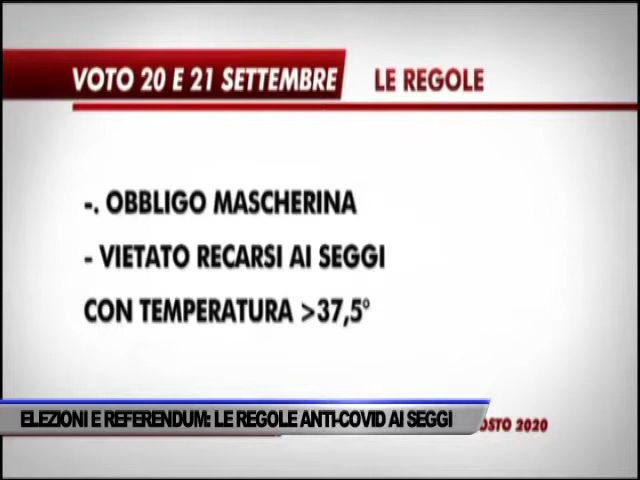 VOTO 20 E 21 SETTEMBRE LE REGOLE
-. OBBLIGO MASCHERINA
- VIETATO RECARSI AI SEGGI
CON TEMPERATURA >37,5°
ELEZIONI E REFERENDUM: LE REGOLE ANTI-COVID AI SEGGI
2020